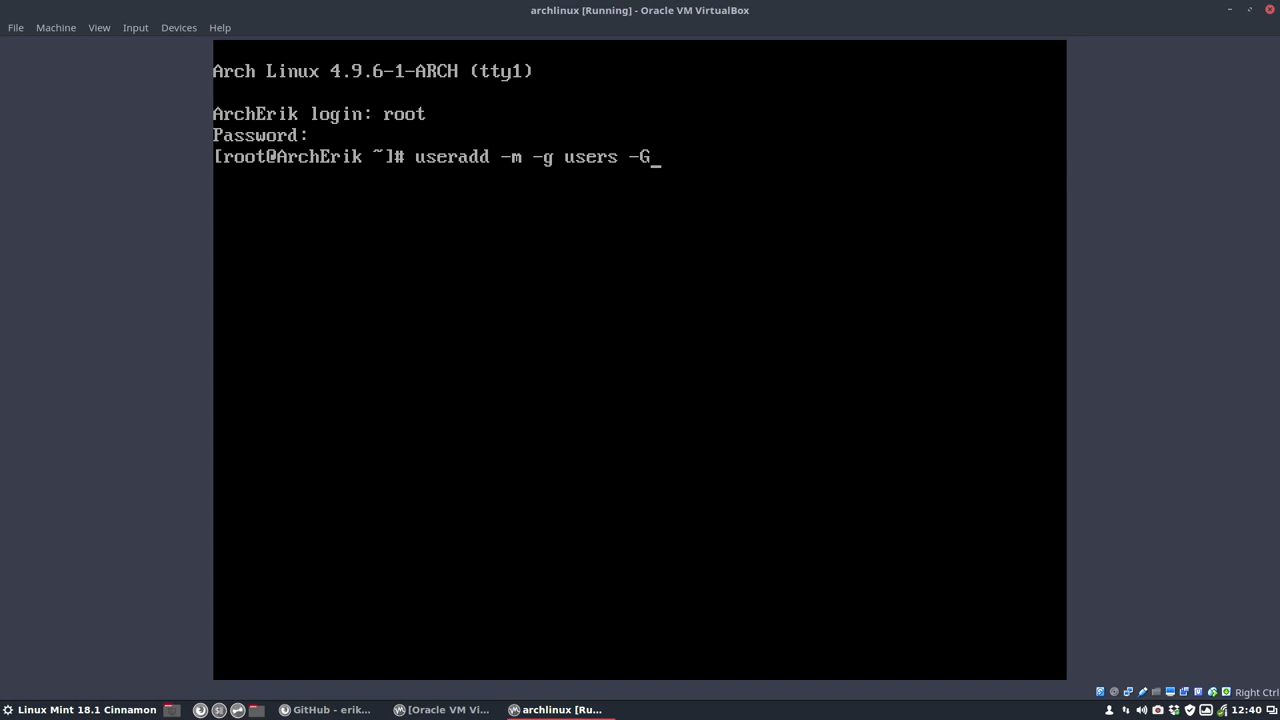 archlinux [Running] - Oracle VM VirtualBox
File Machine View Input Devices Help
Arch Linux 4.9.6-1-ARCH (tty1)
ArchErik login: root
Password:
[root@ArchErik ~]# useradd -m -g users -G_
Right Ctrl
Linux Mint 18.1 Cinnamon GitHub - erik... [Oracle VM Vi... archlinux [Ru... 12:40